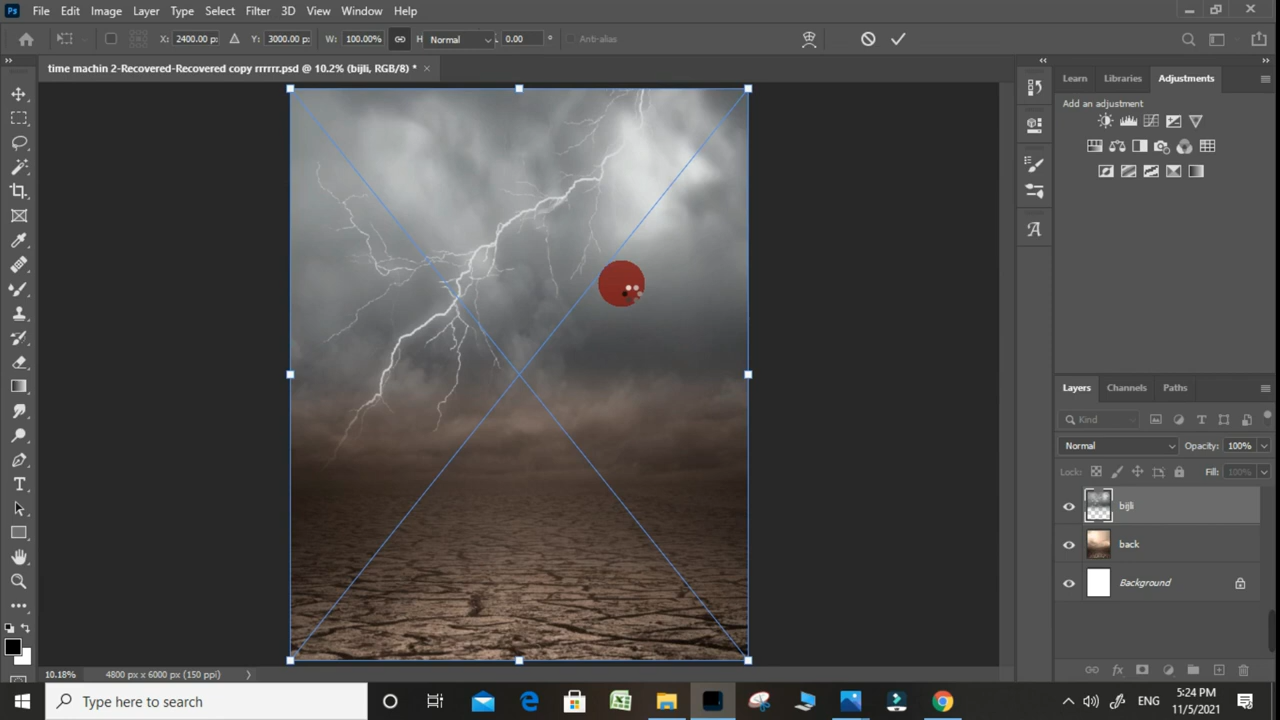 Ps File Edit Image Layer Type Select Filter 3D View Window Help
X: 2400.00 p: Y: 3000.00 p: W: 100.00% H Normal 0.00 ° Anti-alias
time machin 2-Recovered-Recovered copy rrrrrr.psd @ 10.2% (bijli, RGB/8) * ×
Learn Libraries Adjustments
Add an adjustment
A
Layers Channels Paths
Kind
Normal Opacity: 100%
Lock: Fill: 100%
bijli
back
Background
10.18% 4800 px x 6000 px (150 ppi)
Type here to search
ENG
5:24 PM
11/5/2021